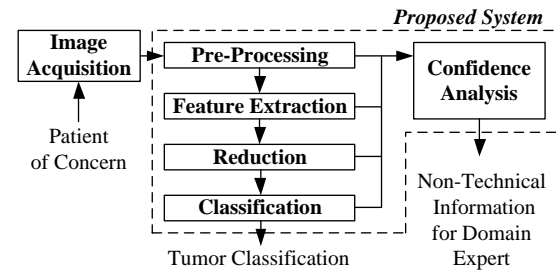 Proposed System
Image
Acquisition
Pre-Processing
Feature Extraction
Reduction
Classification
Confidence
Analysis
Patient
of Concern
Tumor Classification
Non-Technical
Information
for Domain
Expert